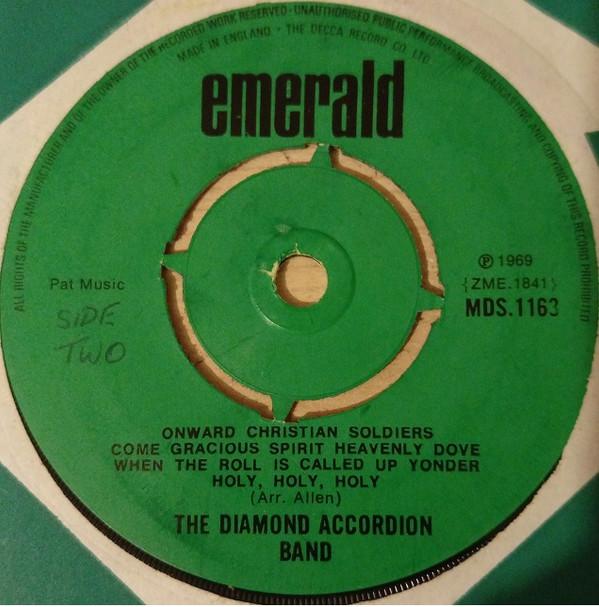 ALL RIGHTS OF THE MANUFACTURER AND OF THE OWNER OF THE RECORDED WORK RESERVED · UNAUTHORISED PUBLIC PERFORMANCE BROADCASTING AND COPYING OF THIS RECORD PROHIBITED
MADE IN ENGLAND · THE DECCA RECORD CO. LTD.
emerald
Pat Music
SIDE
TWO
Ⓟ 1969
{ZME.1841}
MDS.1163
ONWARD CHRISTIAN SOLDIERS
COME GRACIOUS SPIRIT HEAVENLY DOVE
WHEN THE ROLL IS CALLED UP YONDER
HOLY, HOLY, HOLY
(Arr. Allen)
THE DIAMOND ACCORDION
BAND